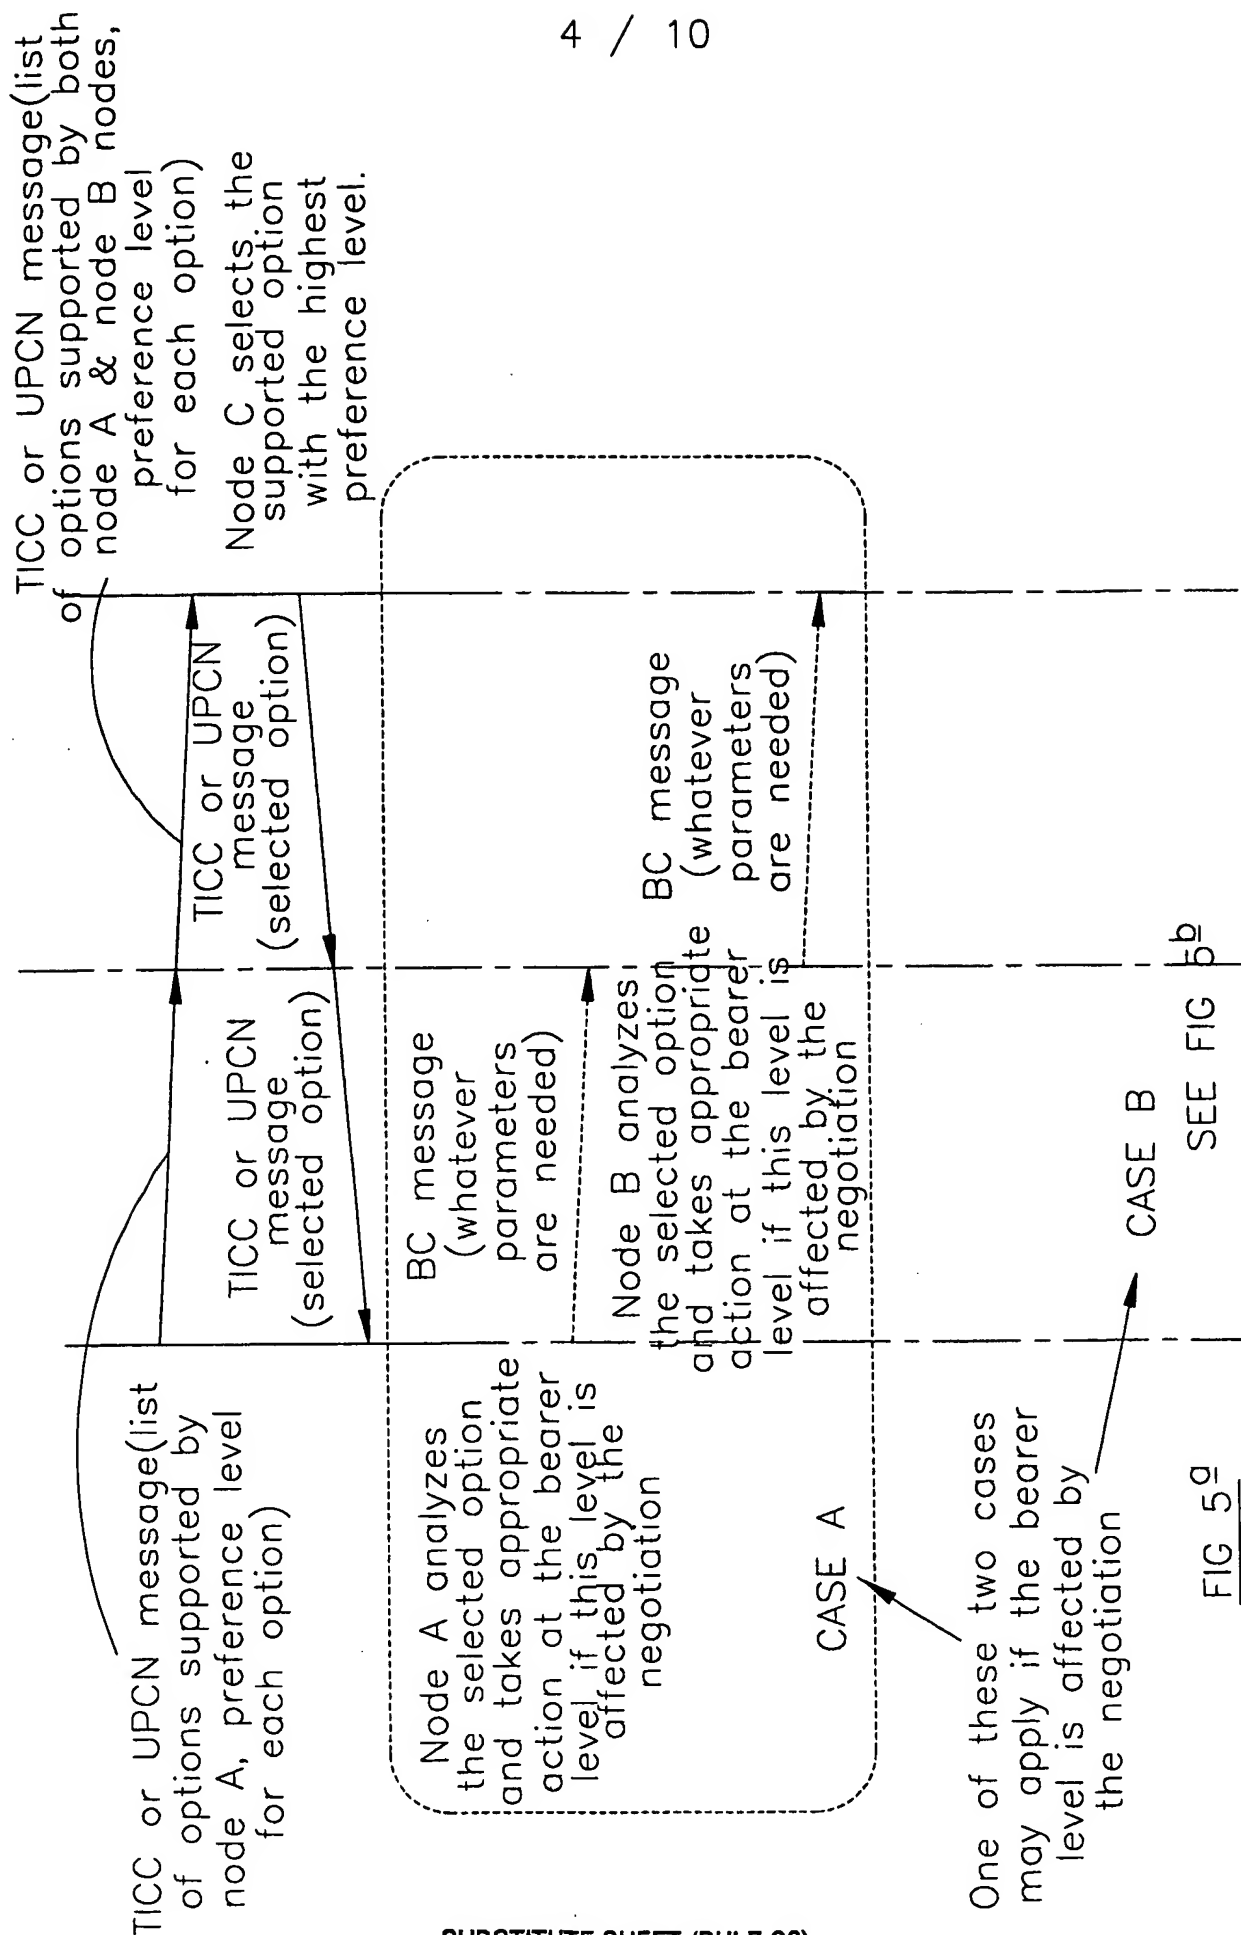 4 / 10
TICC or UPCN message(list
of options supported by
node A, preference level
for each option)
TICC or UPCN message(list
of options supported by both
node A & node B nodes,
preference level
for each option)
TICC or UPCN
message
(selected option)
TICC or UPCN
message
(selected option)
Node C selects the
supported option
with the highest
preference level.
Node A analyzes
the selected option
and takes appropriate
action at the bearer
level if this level is
affected by the
negotiation
BC message
(whatever
parameters
are needed)
Node B analyzes
the selected option
and takes appropriate
action at the bearer
level if this level is
affected by the
negotiation
BC message
(whatever
parameters
are needed)
CASE A
One of these two cases
may apply if the bearer
level is affected by
the negotiation
CASE B
SEE FIG 5b
FIG 5a
SUBSTITUTE SHEET (RULE 26)